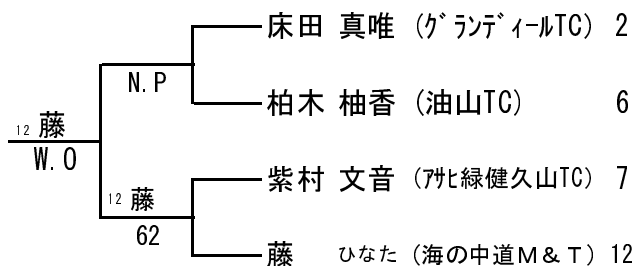 床田 真唯 (グランディールTC) 2
N.P
柏木 柚香 (油山TC) 6
12 藤
W.O
紫村 文音 (アサヒ緑健久山TC) 7
12 藤
62
藤 ひなた (海の中道M&T) 12